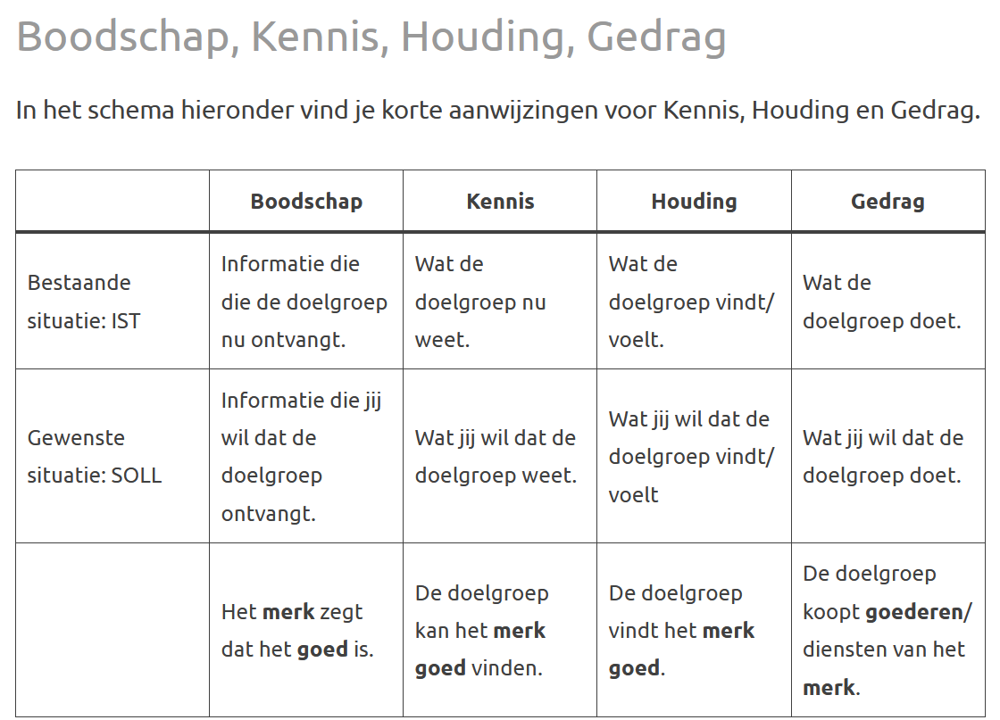 Boodschap, Kennis, Houding, Gedrag
In het schema hieronder vind je korte aanwijzingen voor Kennis, Houding en Gedrag.
Boodschap
Kennis
Houding
Gedrag
Bestaande
situatie: IST
Informatie die
die de doelgroep
nu ontvangt.
Wat de
doelgroep nu
weet.
Wat de
doelgroep vindt/
voelt.
Wat de
doelgroep doet.
Gewenste
situatie: SOLL
Informatie die jij
wil dat de
doelgroep
ontvangt.
Wat jij wil dat de
doelgroep weet.
Wat jij wil dat de
doelgroep vindt/
voelt
Wat jij wil dat de
doelgroep doet.
Het merk zegt
dat het goed is.
De doelgroep
kan het merk
goed vinden.
De doelgroep
vindt het merk
goed.
De doelgroep
koopt goederen/
diensten van het
merk.